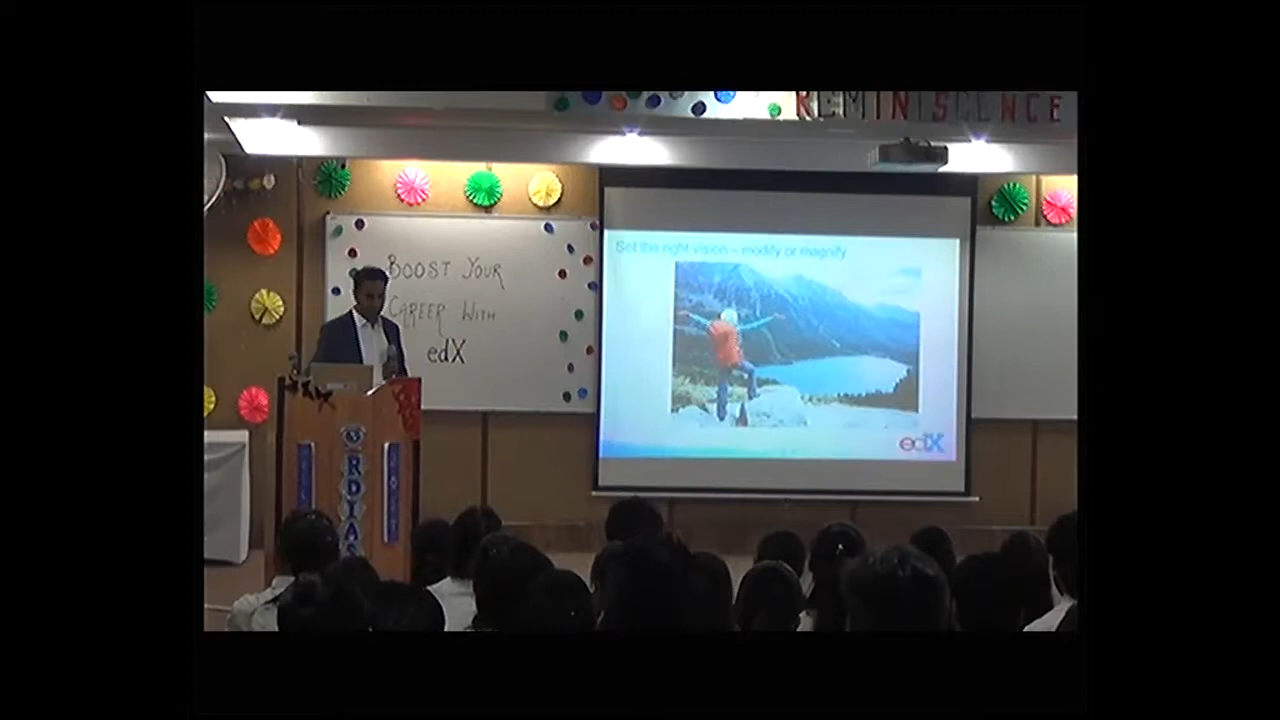 REMINISCENCE
BOOST YOUR
CAREER WITH
edX
Set the right vision – modify or magnify
edX
RDIAS